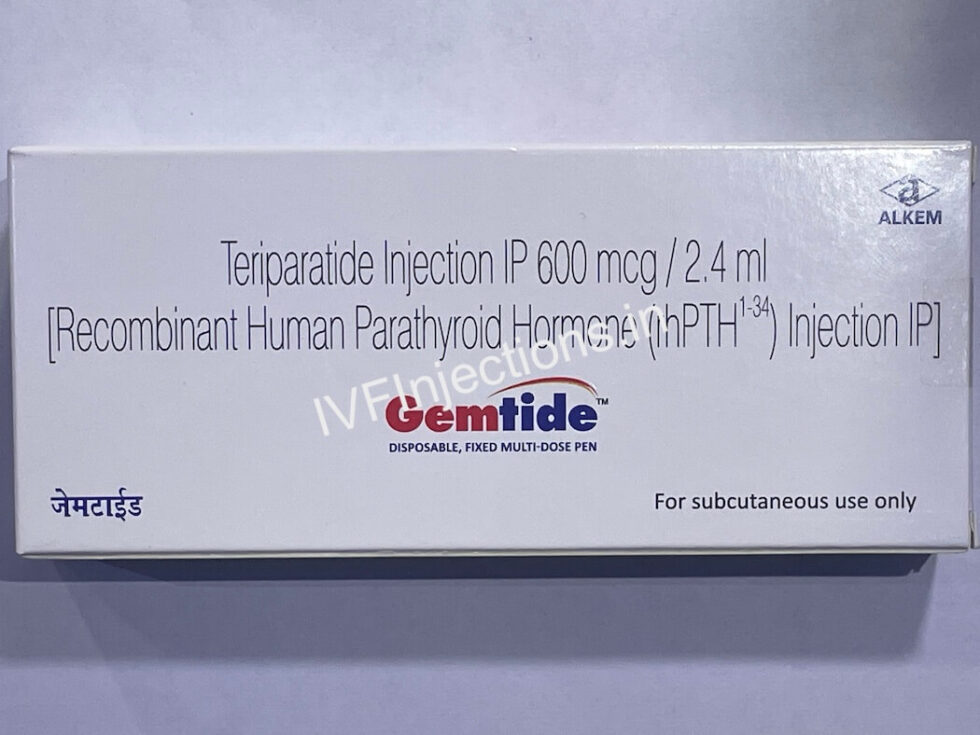 ALKEM
Teriparatide Injection IP 600 mcg / 2.4 ml
[Recombinant Human Parathyroid Hormone (rhPTH1-34) Injection IP]
IVFInjections.in
Gemtide™
DISPOSABLE, FIXED MULTI-DOSE PEN
जेमटाईड
For subcutaneous use only